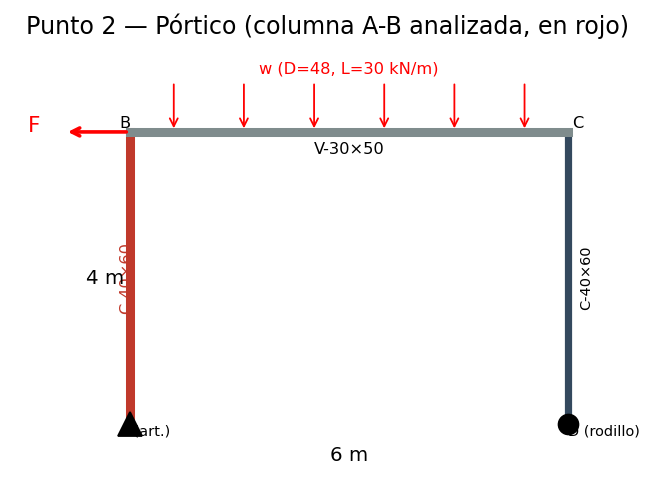 Punto 2 — Pórtico (columna A-B analizada, en rojo)
w (D=48, L=30 kN/m)
F
B
C
V-30×50
4 m
C-40×60
C-40×60
(art.)
(rodillo)
6 m